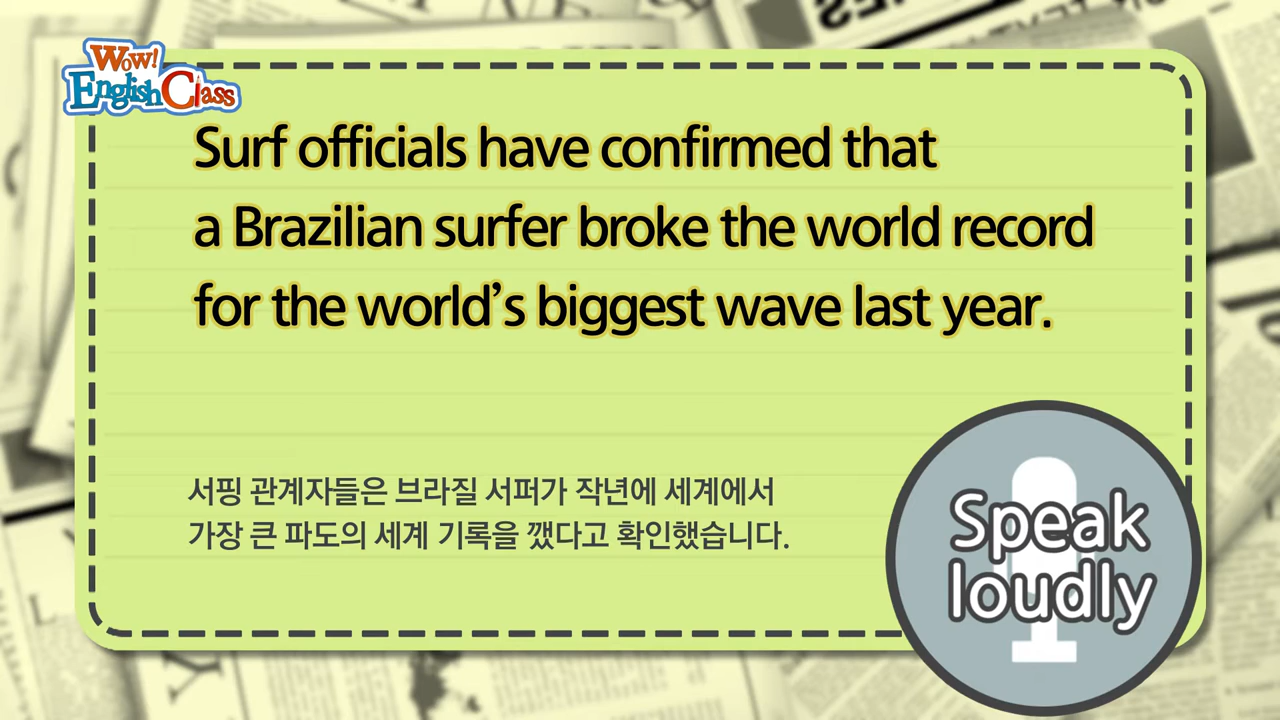 Wow!
English Class
Surf officials have confirmed that
a Brazilian surfer broke the world record
for the world's biggest wave last year.
서핑 관계자들은 브라질 서퍼가 작년에 세계에서
가장 큰 파도의 세계 기록을 깼다고 확인했습니다.
Speak
loudly